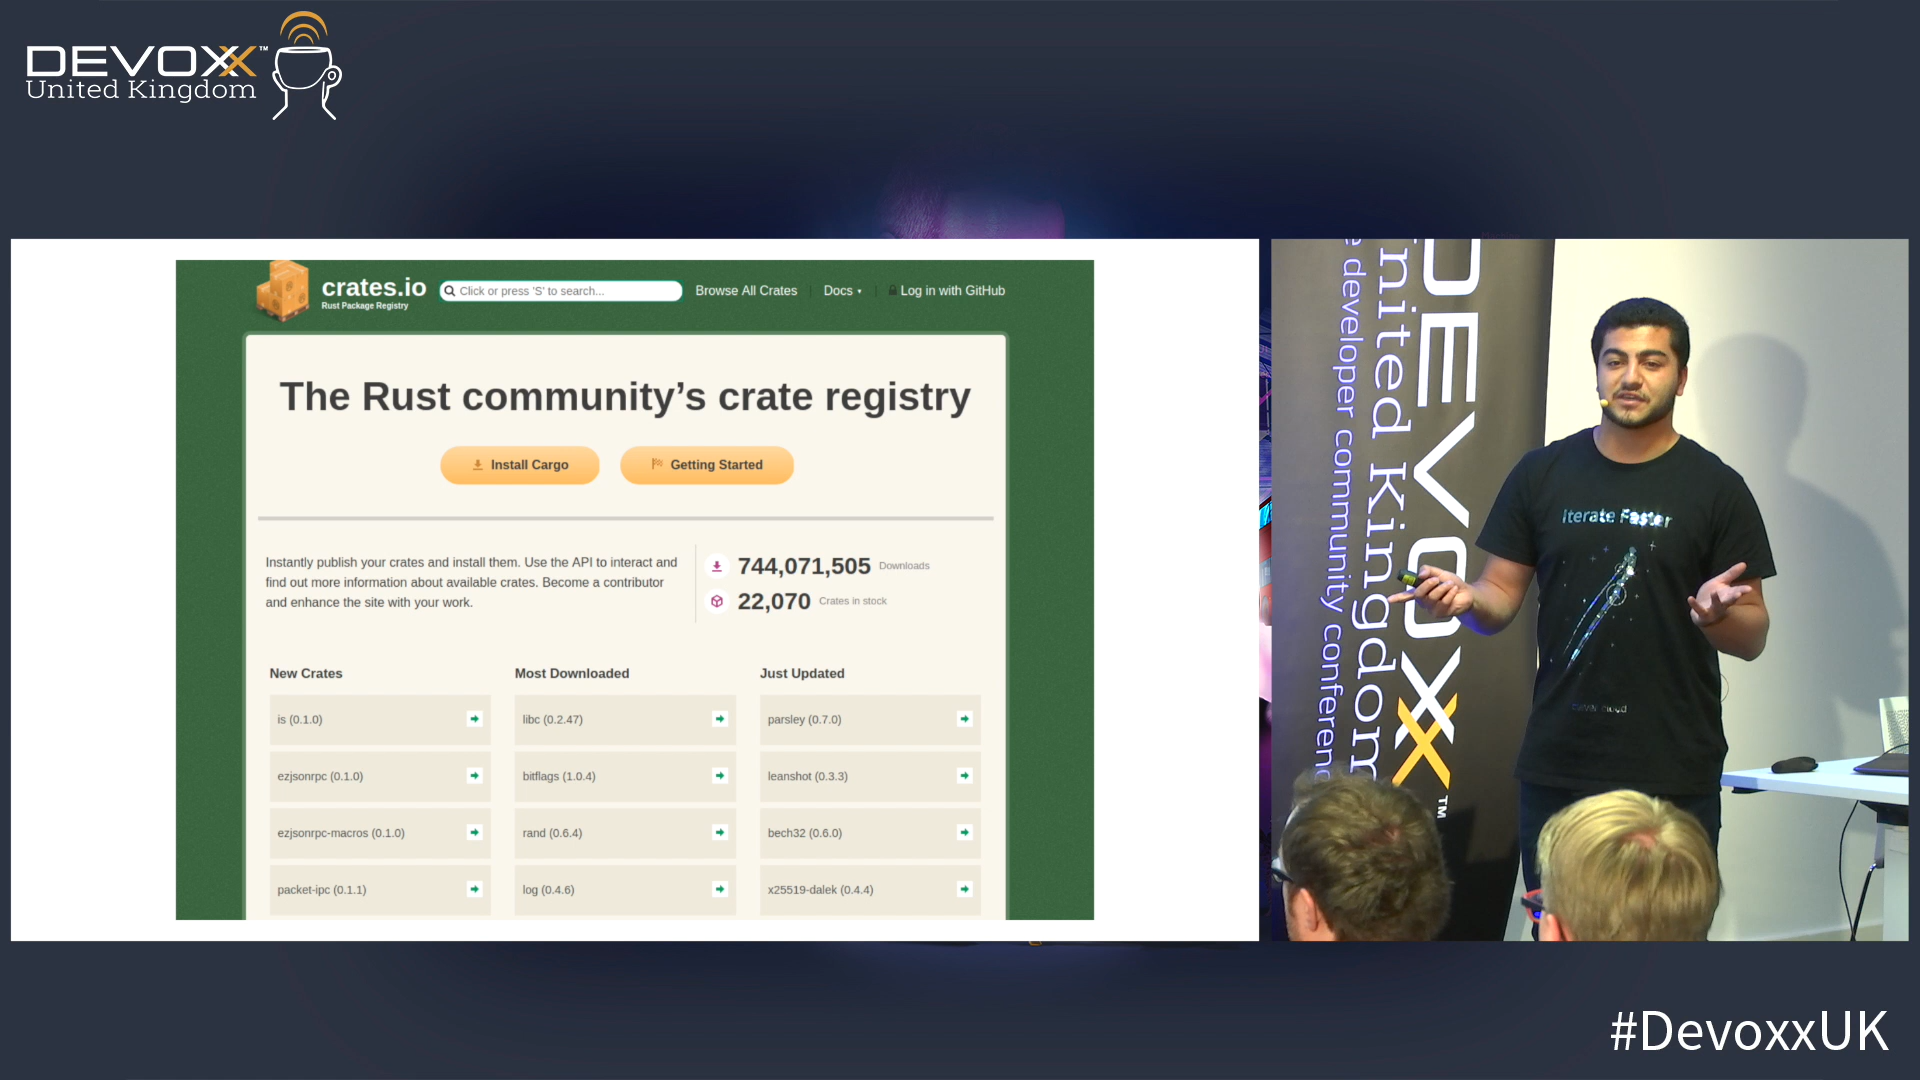 DEVOXX™
United Kingdom
crates.io
Rust Package Registry
Click or press 'S' to search...
Browse All Crates
Docs
Log in with GitHub
The Rust community’s crate registry
Install Cargo
Getting Started
Instantly publish your crates and install them. Use the API to interact and
find out more information about available crates. Become a contributor
and enhance the site with your work.
744,071,505 Downloads
22,070 Crates in stock
New Crates
is (0.1.0)
ezjsonrpc (0.1.0)
ezjsonrpc-macros (0.1.0)
packet-ipc (0.1.1)
Most Downloaded
libc (0.2.47)
bitflags (1.0.4)
rand (0.6.4)
log (0.4.6)
Just Updated
parsley (0.7.0)
leanshot (0.3.3)
bech32 (0.6.0)
x25519-dalek (0.4.4)
DEVOXX™
United Kingdom
developer community conferenc
Iterate Faster
#DevoxxUK